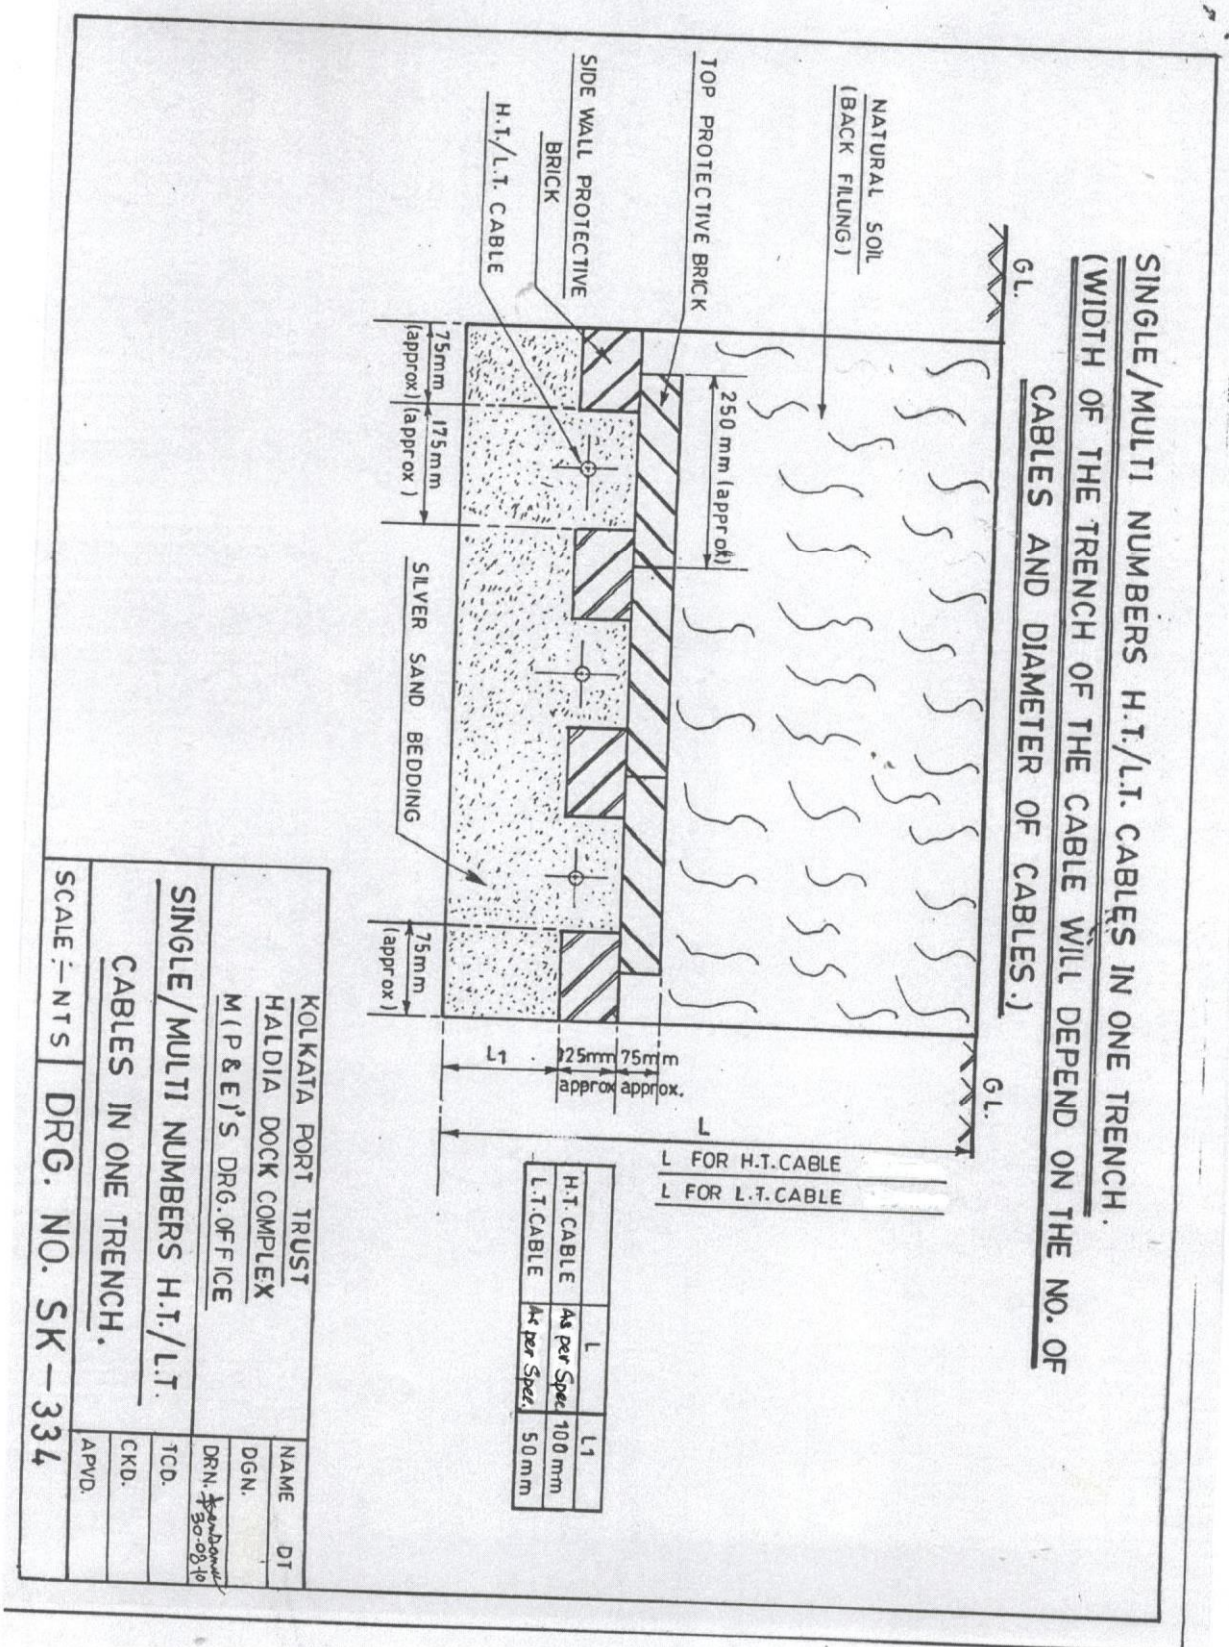 SINGLE/MULTI NUMBERS H.T./L.T. CABLES IN ONE TRENCH.
(WIDTH OF THE TRENCH OF THE CABLE WILL DEPEND ON THE NO. OF
CABLES AND DIAMETER OF CABLES.)
G.L.
G.L.
NATURAL SOIL
(BACK FILLING)
TOP PROTECTIVE BRICK
250 mm (approx)
SIDE WALL PROTECTIVE
BRICK
H.T./L.T. CABLE
75mm
(approx)
175mm
(approx)
SILVER SAND BEDDING
75mm
(approx)
L1
125mm
approx
75mm
approx.
L
L FOR H.T.CABLE
L FOR L.T.CABLE
L L1
H.T. CABLE As per Spec. 100mm
L.T.CABLE As per Spec. 50mm
KOLKATA PORT TRUST
HALDIA DOCK COMPLEX
M(P & E)'S DRG.OFFICE
SINGLE/MULTI NUMBERS H.T./L.T.
CABLES IN ONE TRENCH.
SCALE:-NTS DRG. NO. SK-334
NAME DT
DGN.
DRN. 30-08-10
TCD.
CKD.
APVD.